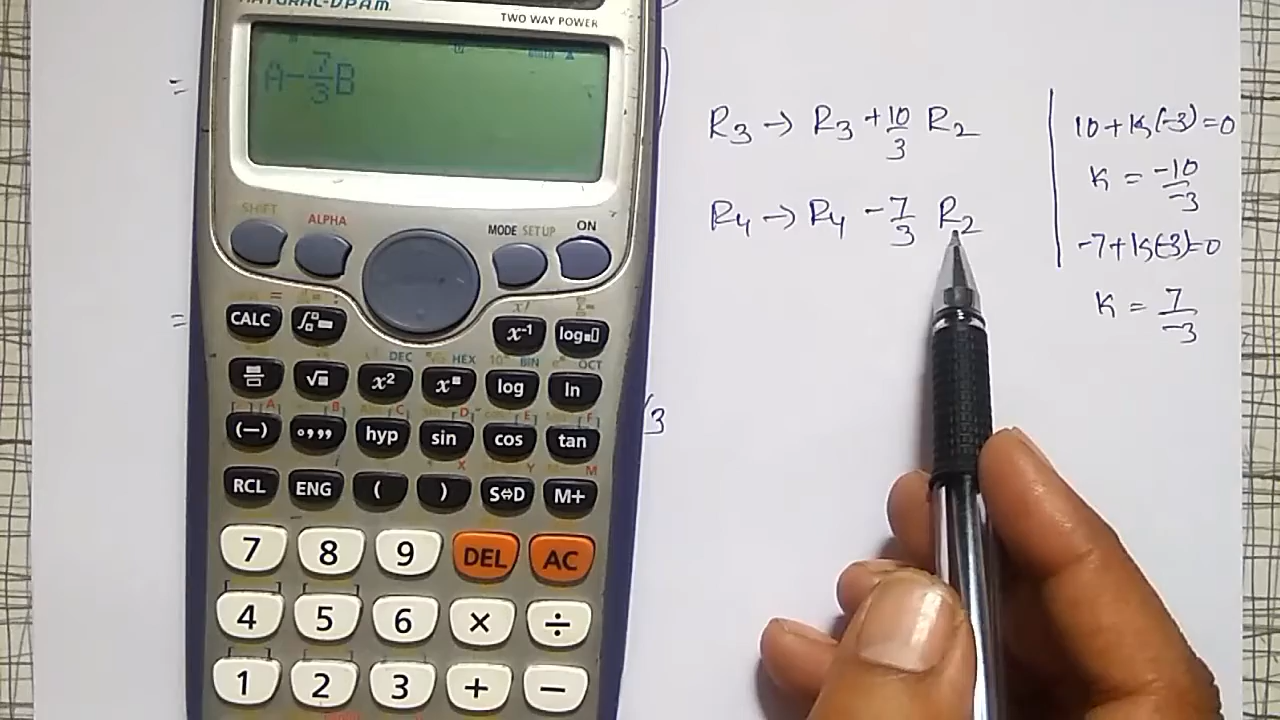 NATURAL-V.P.A.M.
TWO WAY POWER
A-7/3B
=
=
R3 → R3 + 10/3 R2
R4 → R4 - 7/3 R2
10+K(-3)=0
K = -10/-3
-7+K(-3)=0
K = 7/-3
/3
SHIFT
ALPHA
MODE SETUP
ON
CALC
x⁻¹
log
DEC
HEX
BIN
OCT
x²
log
ln
A
B
C
D
E
F
(−)
hyp
sin
cos
tan
X
Y
M
RCL
ENG
(
)
S⇔D
M+
7
8
9
DEL
AC
4
5
6
×
÷
1
2
3
+
−